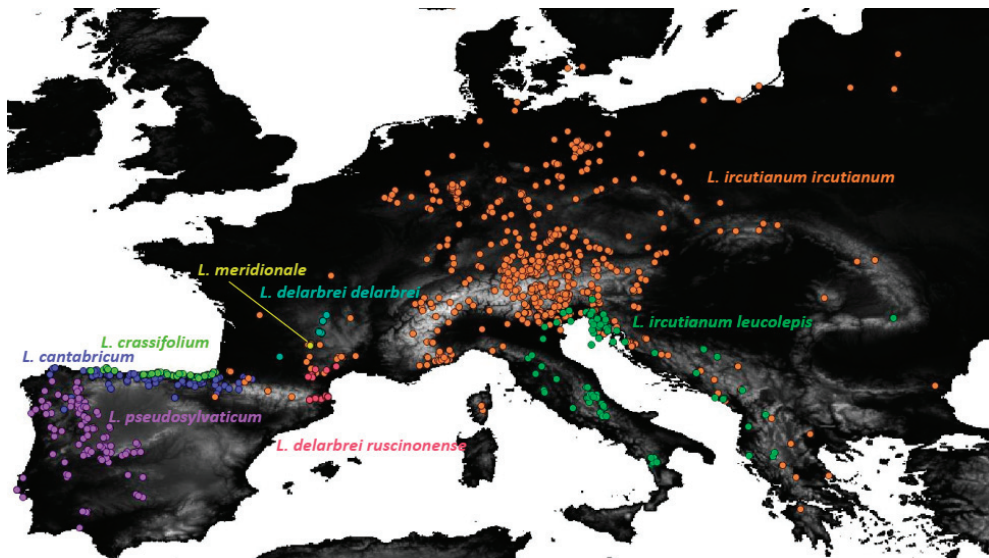 L. ircutianum ircutianum
L. meridionale
L. delarbrei delarbrei
L. ircutianum leucolepis
L. crassifolium
L. cantabricum
L. pseudosylvaticum
L. delarbrei ruscinonense